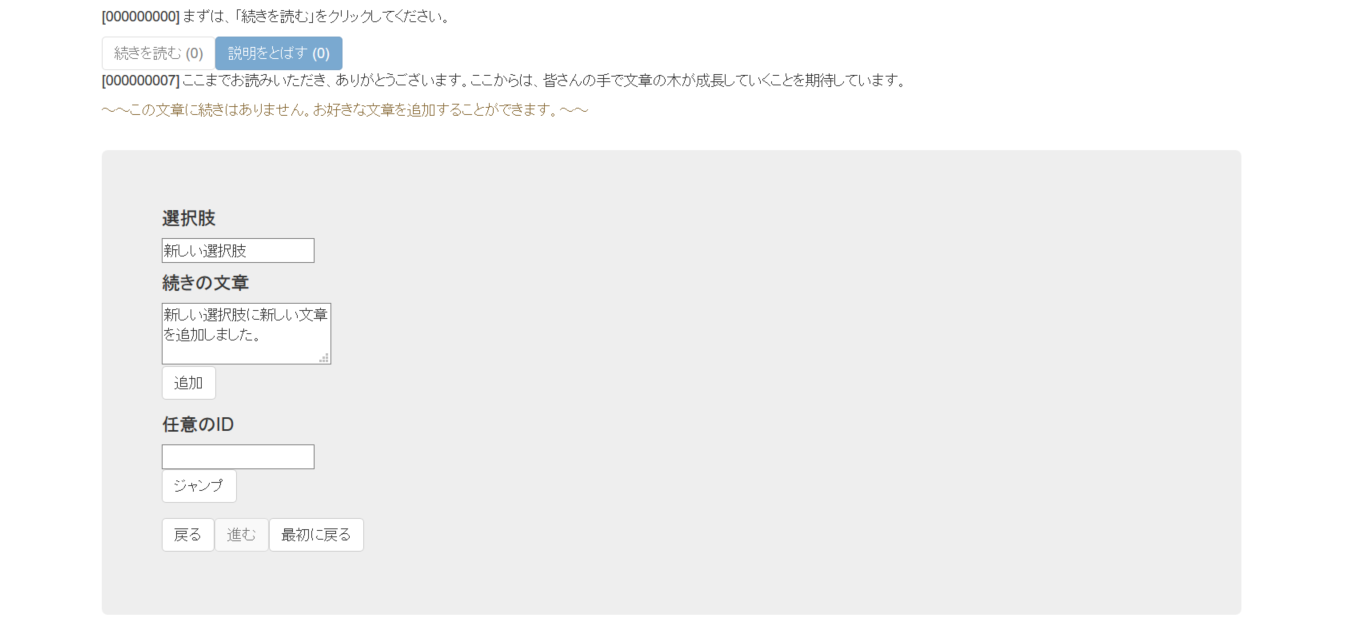 [000000000] まずは、「続きを読む」をクリックしてください。
続きを読む (0) 説明をとばす (0)
[000000007] ここまでお読みいただき、ありがとうございます。ここからは、皆さんの手で文章の木が成長していくことを期待しています。
～～この文章に続きはありません。お好きな文章を追加することができます。～～
選択肢
新しい選択肢
続きの文章
新しい選択肢に新しい文章
を追加しました。
追加
任意のID
ジャンプ
戻る 進む 最初に戻る